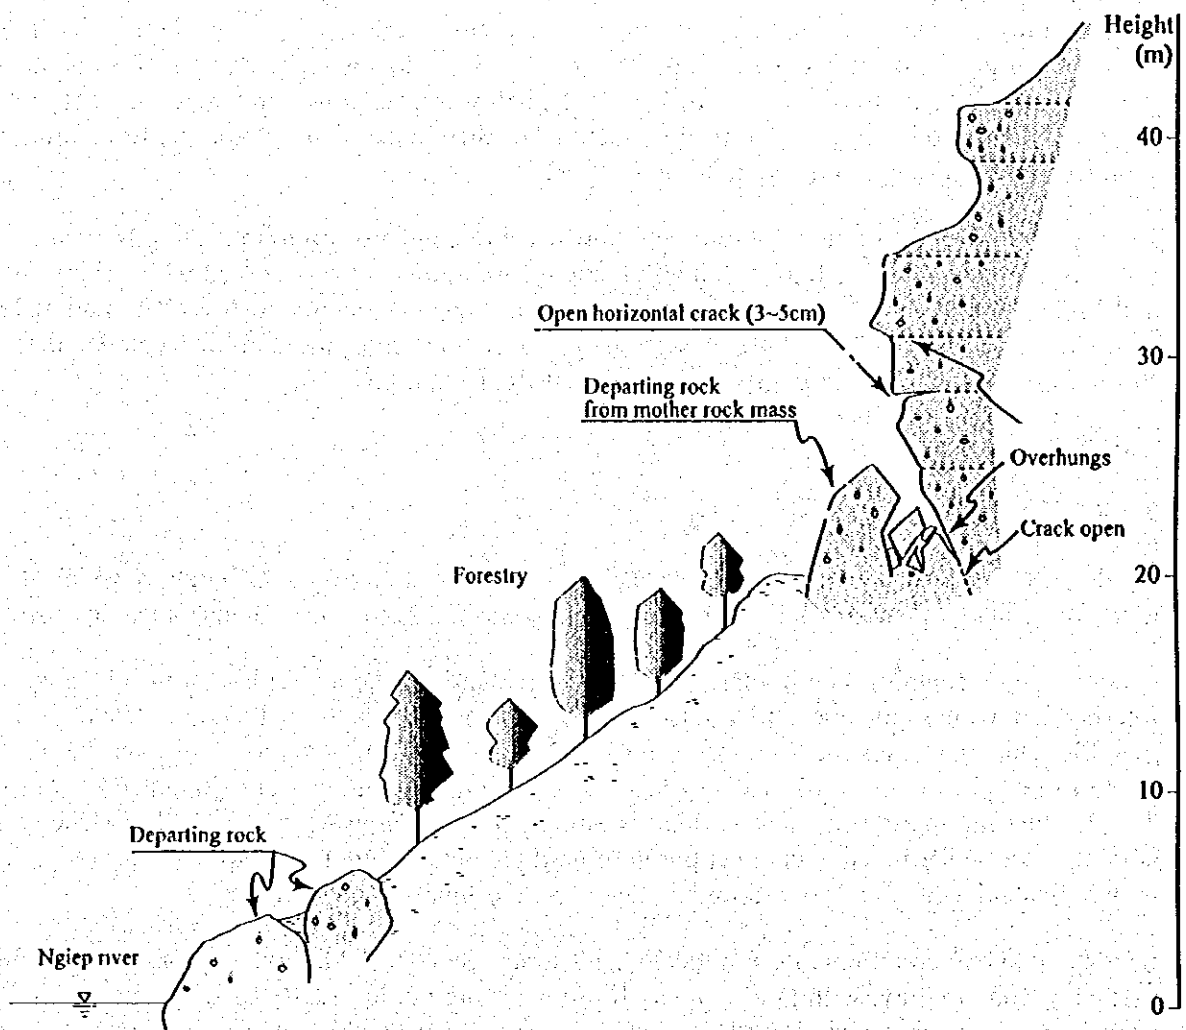 Height
(m)
40
Open horizontal crack (3~5cm)
30
Departing rock
from mother rock mass
Overhungs
Crack open
20
Forestry
10
Departing rock
Ngiep river
0